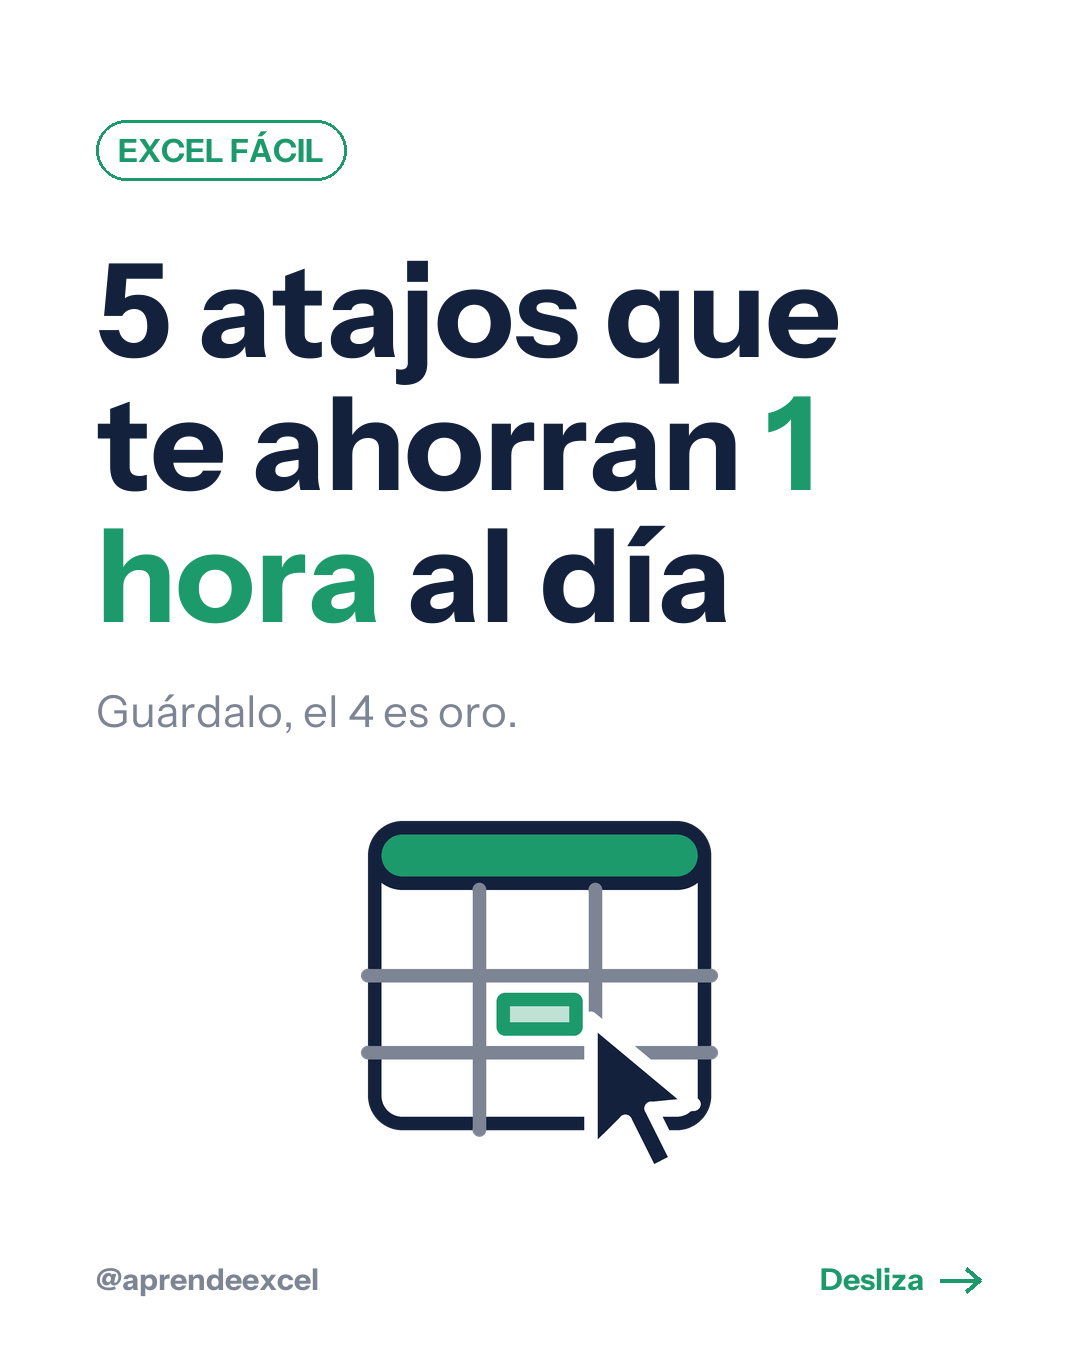 EXCEL FÁCIL
5 atajos que
te ahorran 1
hora al día
Guárdalo, el 4 es oro.
@aprendeexcel
Desliza →